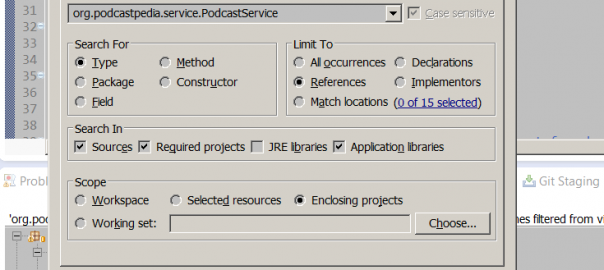 31
org.podcastpedia.service.PodcastService
Case sensitive
32
33
Search For
Limit To
34
Type
Method
All occurrences
Declarations
35
Package
Constructor
References
Implementors
36
Field
Match locations (0 of 15 selected)
37
38
Search In
Sources
Required projects
JRE libraries
Application libraries
Probl
Scope
Git Staging
Workspace
Selected resources
Enclosing projects
'org.poc
Working set:
Choose...
nes filtered from vi